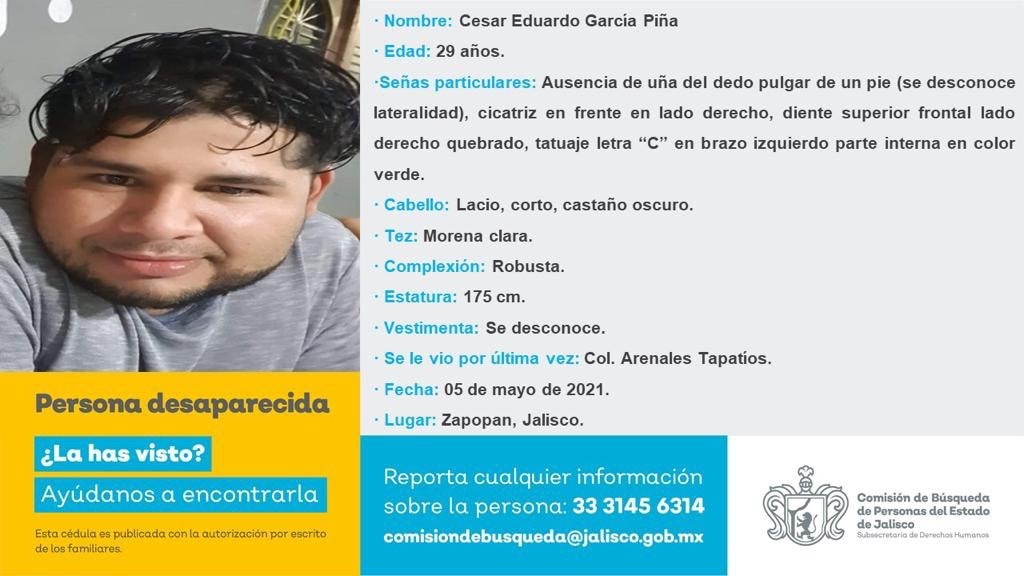 · Nombre: Cesar Eduardo García Piña
· Edad: 29 años.
·Señas particulares: Ausencia de uña del dedo pulgar de un pie (se desconoce
lateralidad), cicatriz en frente en lado derecho, diente superior frontal lado
derecho quebrado, tatuaje letra “C” en brazo izquierdo parte interna en color
verde.
· Cabello: Lacio, corto, castaño oscuro.
· Tez: Morena clara.
· Complexión: Robusta.
· Estatura: 175 cm.
· Vestimenta: Se desconoce.
· Se le vio por última vez: Col. Arenales Tapatíos.
· Fecha: 05 de mayo de 2021.
· Lugar: Zapopan, Jalisco.
Persona desaparecida
¿La has visto?
Ayúdanos a encontrarla
Esta cédula es publicada con la autorización por escrito
de los familiares.
Reporta cualquier información
sobre la persona: 33 3145 6314
comisiondebusqueda@jalisco.gob.mx
Comisión de Búsqueda
de Personas del Estado
de Jalisco
Subsecretaría de Derechos Humanos